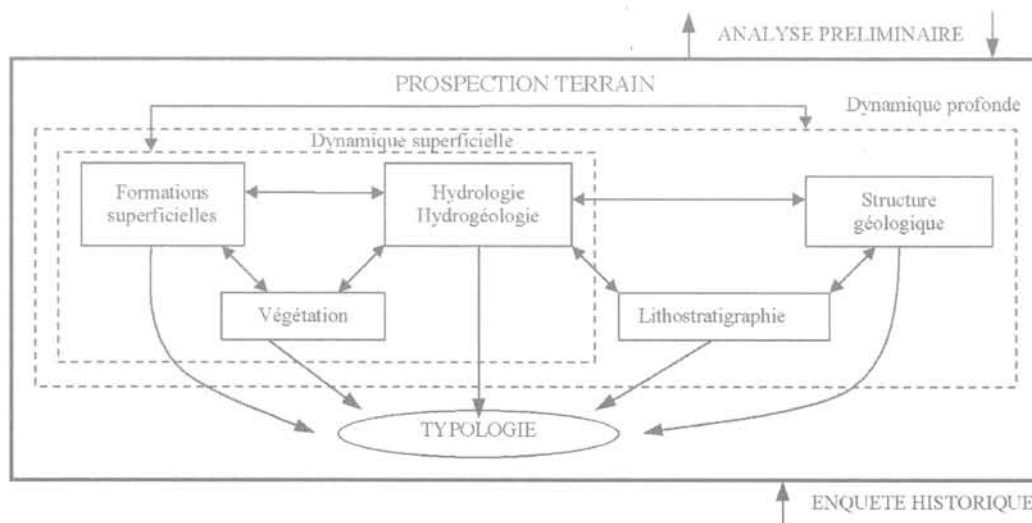 ANALYSE PRELIMINAIRE
PROSPECTION TERRAIN
Dynamique profonde
Dynamique superficielle
Formations
superficielles
Hydrologie
Hydrogéologie
Structure
géologique
Végétation
Lithostratigraphie
TYPOLOGIE
ENQUETE HISTORIQUE